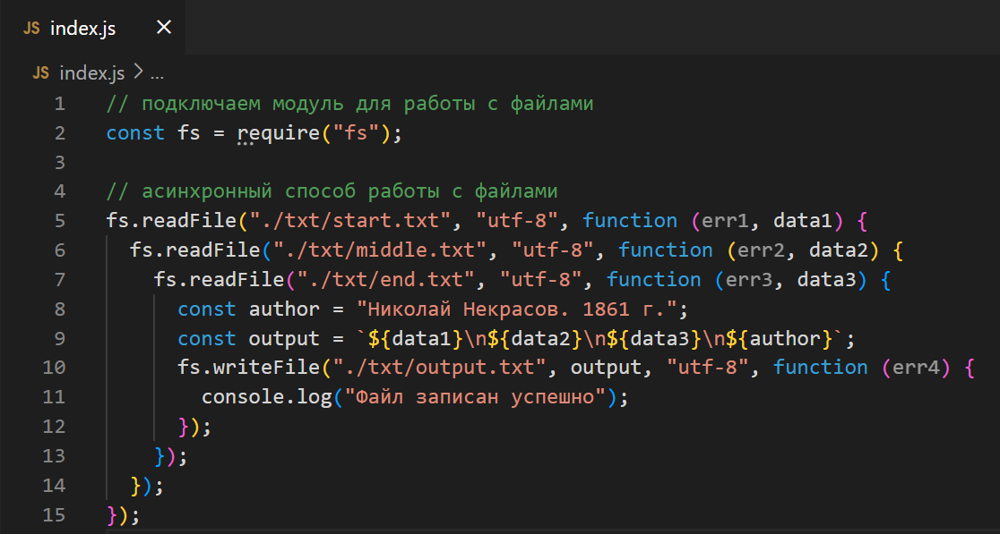 JS index.js ×
JS index.js > ...
1 // подключаем модуль для работы с файлами
2 const fs = require("fs");
3
4 // асинхронный способ работы с файлами
5 fs.readFile("./txt/start.txt", "utf-8", function (err1, data1) {
6   fs.readFile("./txt/middle.txt", "utf-8", function (err2, data2) {
7     fs.readFile("./txt/end.txt", "utf-8", function (err3, data3) {
8       const author = "Николай Некрасов. 1861 г.";
9       const output = `${data1}\n${data2}\n${data3}\n${author}`;
10       fs.writeFile("./txt/output.txt", output, "utf-8", function (err4) {
11         console.log("Файл записан успешно");
12       });
13     });
14   });
15 });